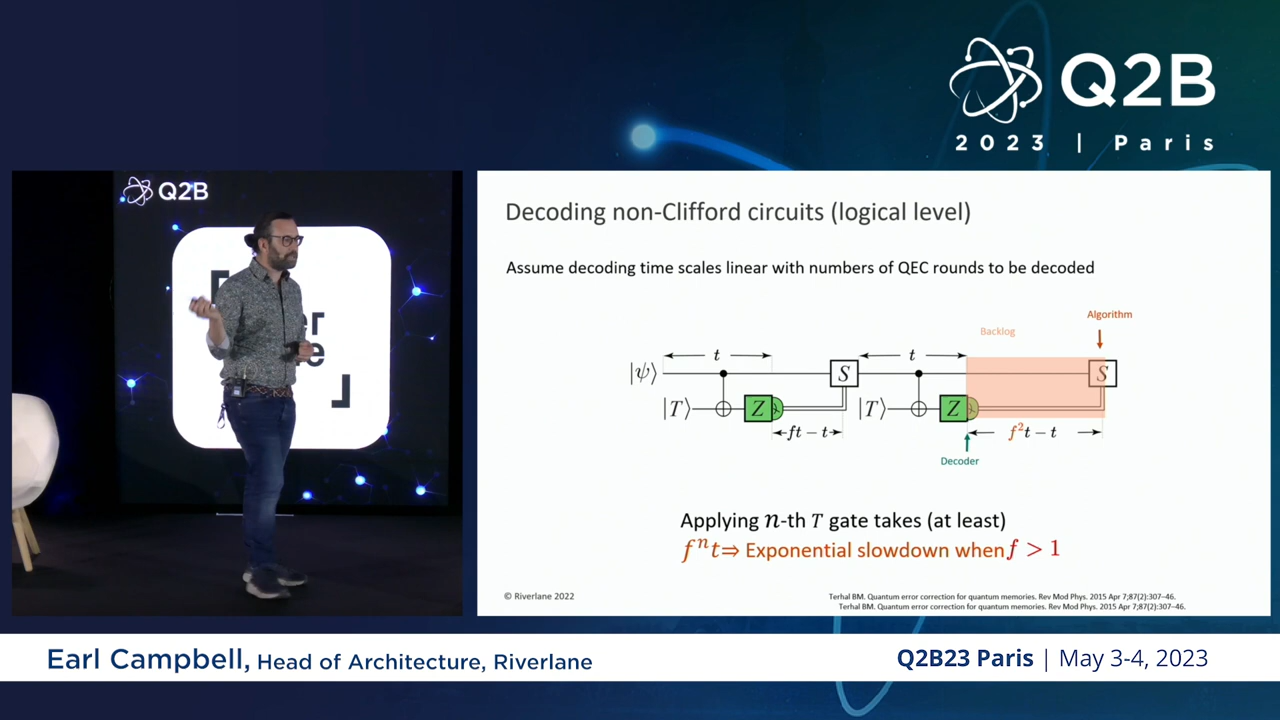 Q2B
2023 | Paris
Q2B
Decoding non-Clifford circuits (logical level)
Assume decoding time scales linear with numbers of QEC rounds to be decoded
Algorithm
Backlog
t
t
|ψ⟩
S
S
|T⟩
Z
|T⟩
Z
ft − t
f²t − t
Decoder
Applying n-th T gate takes (at least)
fⁿt ⇒ Exponential slowdown when f > 1
© Riverlane 2022
Terhal BM. Quantum error correction for quantum memories. Rev Mod Phys. 2015 Apr 7;87(2):307–46.
Terhal BM. Quantum error correction for quantum memories. Rev Mod Phys. 2015 Apr 7;87(2):307–46.
Earl Campbell, Head of Architecture, Riverlane
Q2B23 Paris | May 3-4, 2023